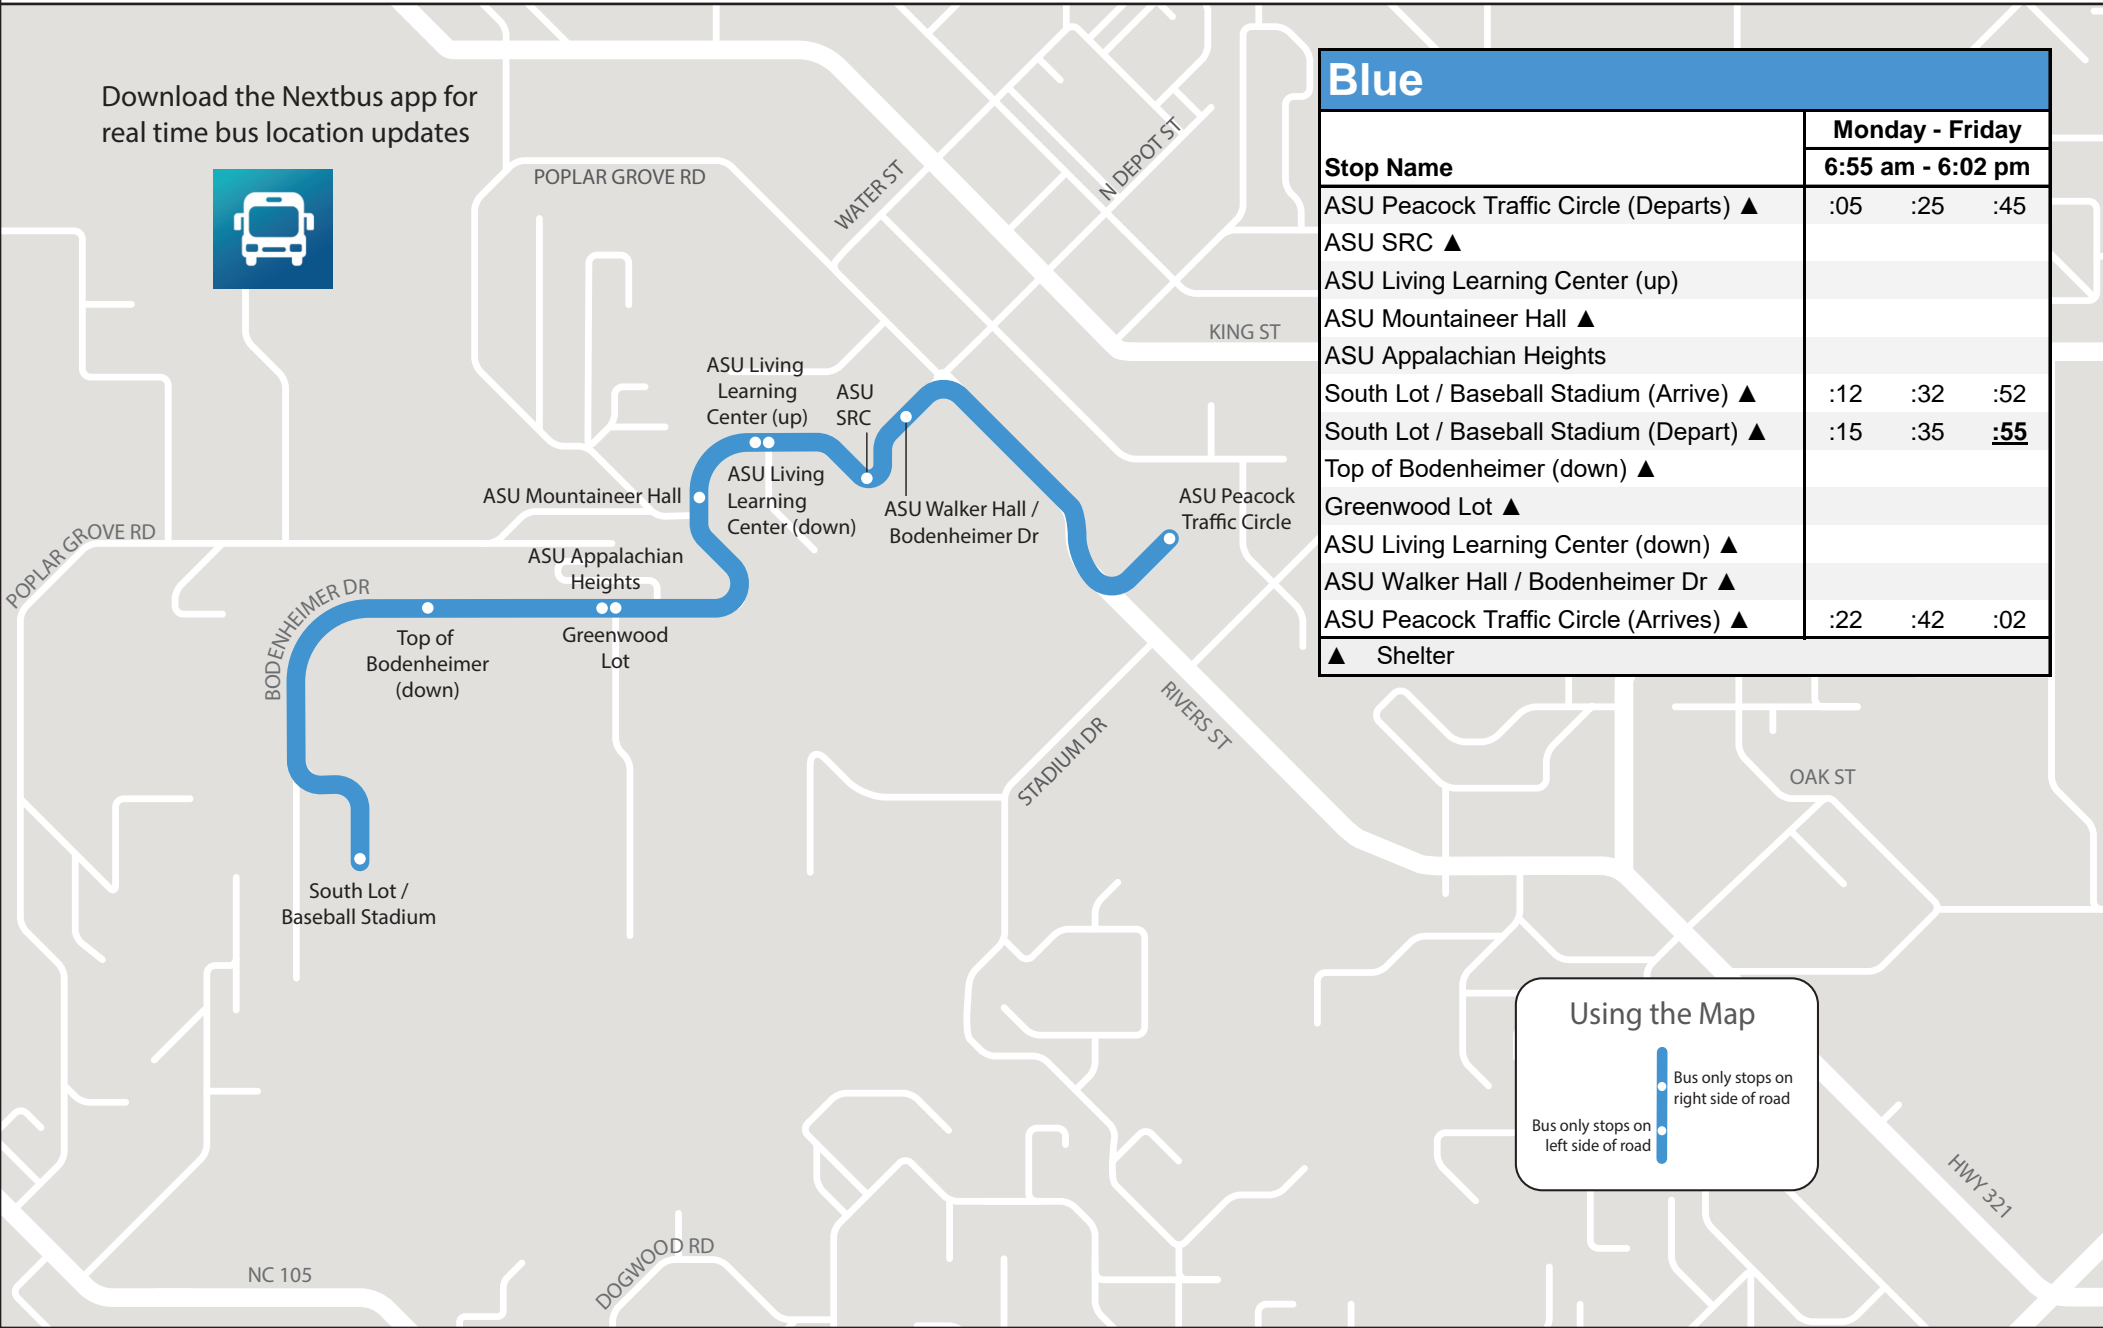 Download the Nextbus app for
real time bus location updates
POPLAR GROVE RD
WATER ST
N DEPOT ST
KING ST
ASU Living
Learning
Center (up)
ASU
SRC
ASU Mountaineer Hall
ASU Living
Learning
Center (down)
ASU Walker Hall /
Bodenheimer Dr
ASU Peacock
Traffic Circle
POPLAR GROVE RD
ASU Appalachian
Heights
BODENHEIMER DR
Top of
Bodenheimer
(down)
Greenwood
Lot
South Lot /
Baseball Stadium
STADIUM DR
RIVERS ST
OAK ST
HWY 321
NC 105
DOGWOOD RD
Blue
Monday - Friday
Stop Name 6:55 am - 6:02 pm
ASU Peacock Traffic Circle (Departs) ▲ :05 :25 :45
ASU SRC ▲
ASU Living Learning Center (up)
ASU Mountaineer Hall ▲
ASU Appalachian Heights
South Lot / Baseball Stadium (Arrive) ▲ :12 :32 :52
South Lot / Baseball Stadium (Depart) ▲ :15 :35 :55
Top of Bodenheimer (down) ▲
Greenwood Lot ▲
ASU Living Learning Center (down) ▲
ASU Walker Hall / Bodenheimer Dr ▲
ASU Peacock Traffic Circle (Arrives) ▲ :22 :42 :02
▲ Shelter
Using the Map
Bus only stops on
right side of road
Bus only stops on
left side of road